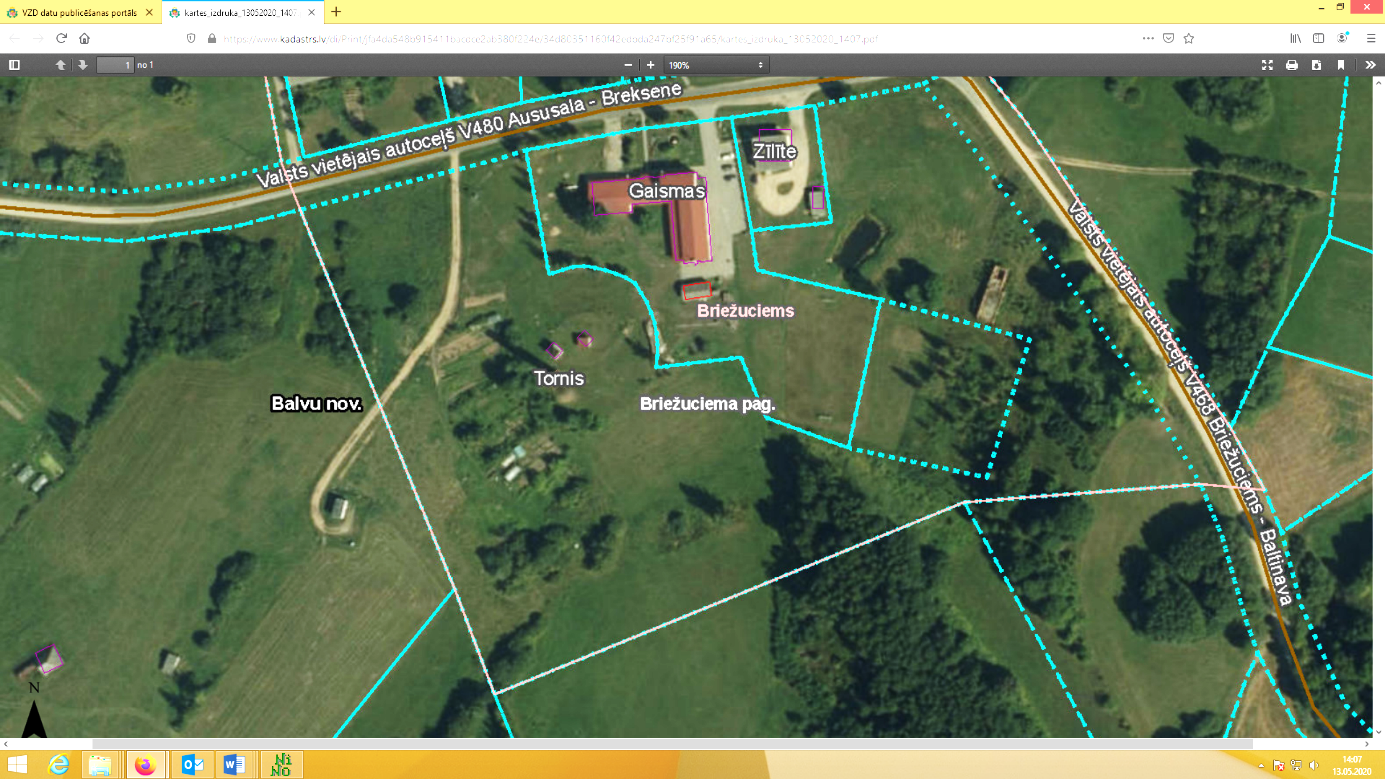 VZD datu publicēšanas portāls
kartes_izdruka_13052020_1407
1 no 1
190%
Valsts vietējais autoceļš V480 Aususala - Breksene
Zīlīte
Gaismas
Valsts vietējais autoceļš V468 Briežuciems - Baltinava
Briežuciems
Tornis
Balvu nov.
Briežuciema pag.
N
14:07
13.05.2020